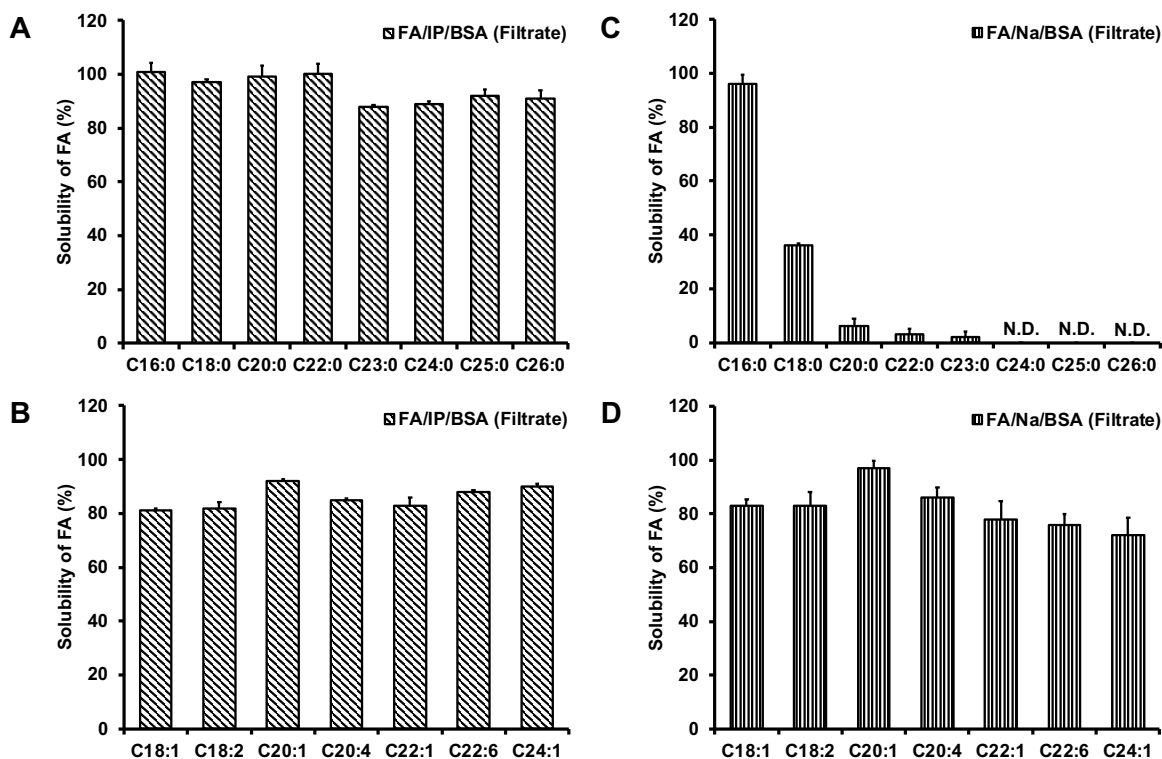 A
FA/IP/BSA (Filtrate)
Solubility of FA (%)
120
100
80
60
40
20
0
C16:0 C18:0 C20:0 C22:0 C23:0 C24:0 C25:0 C26:0
C
FA/Na/BSA (Filtrate)
Solubility of FA (%)
120
100
80
60
40
20
0
N.D. N.D. N.D.
C16:0 C18:0 C20:0 C22:0 C23:0 C24:0 C25:0 C26:0
B
FA/IP/BSA (Filtrate)
Solubility of FA (%)
120
100
80
60
40
20
0
C18:1 C18:2 C20:1 C20:4 C22:1 C22:6 C24:1
D
FA/Na/BSA (Filtrate)
Solubility of FA (%)
120
100
80
60
40
20
0
C18:1 C18:2 C20:1 C20:4 C22:1 C22:6 C24:1